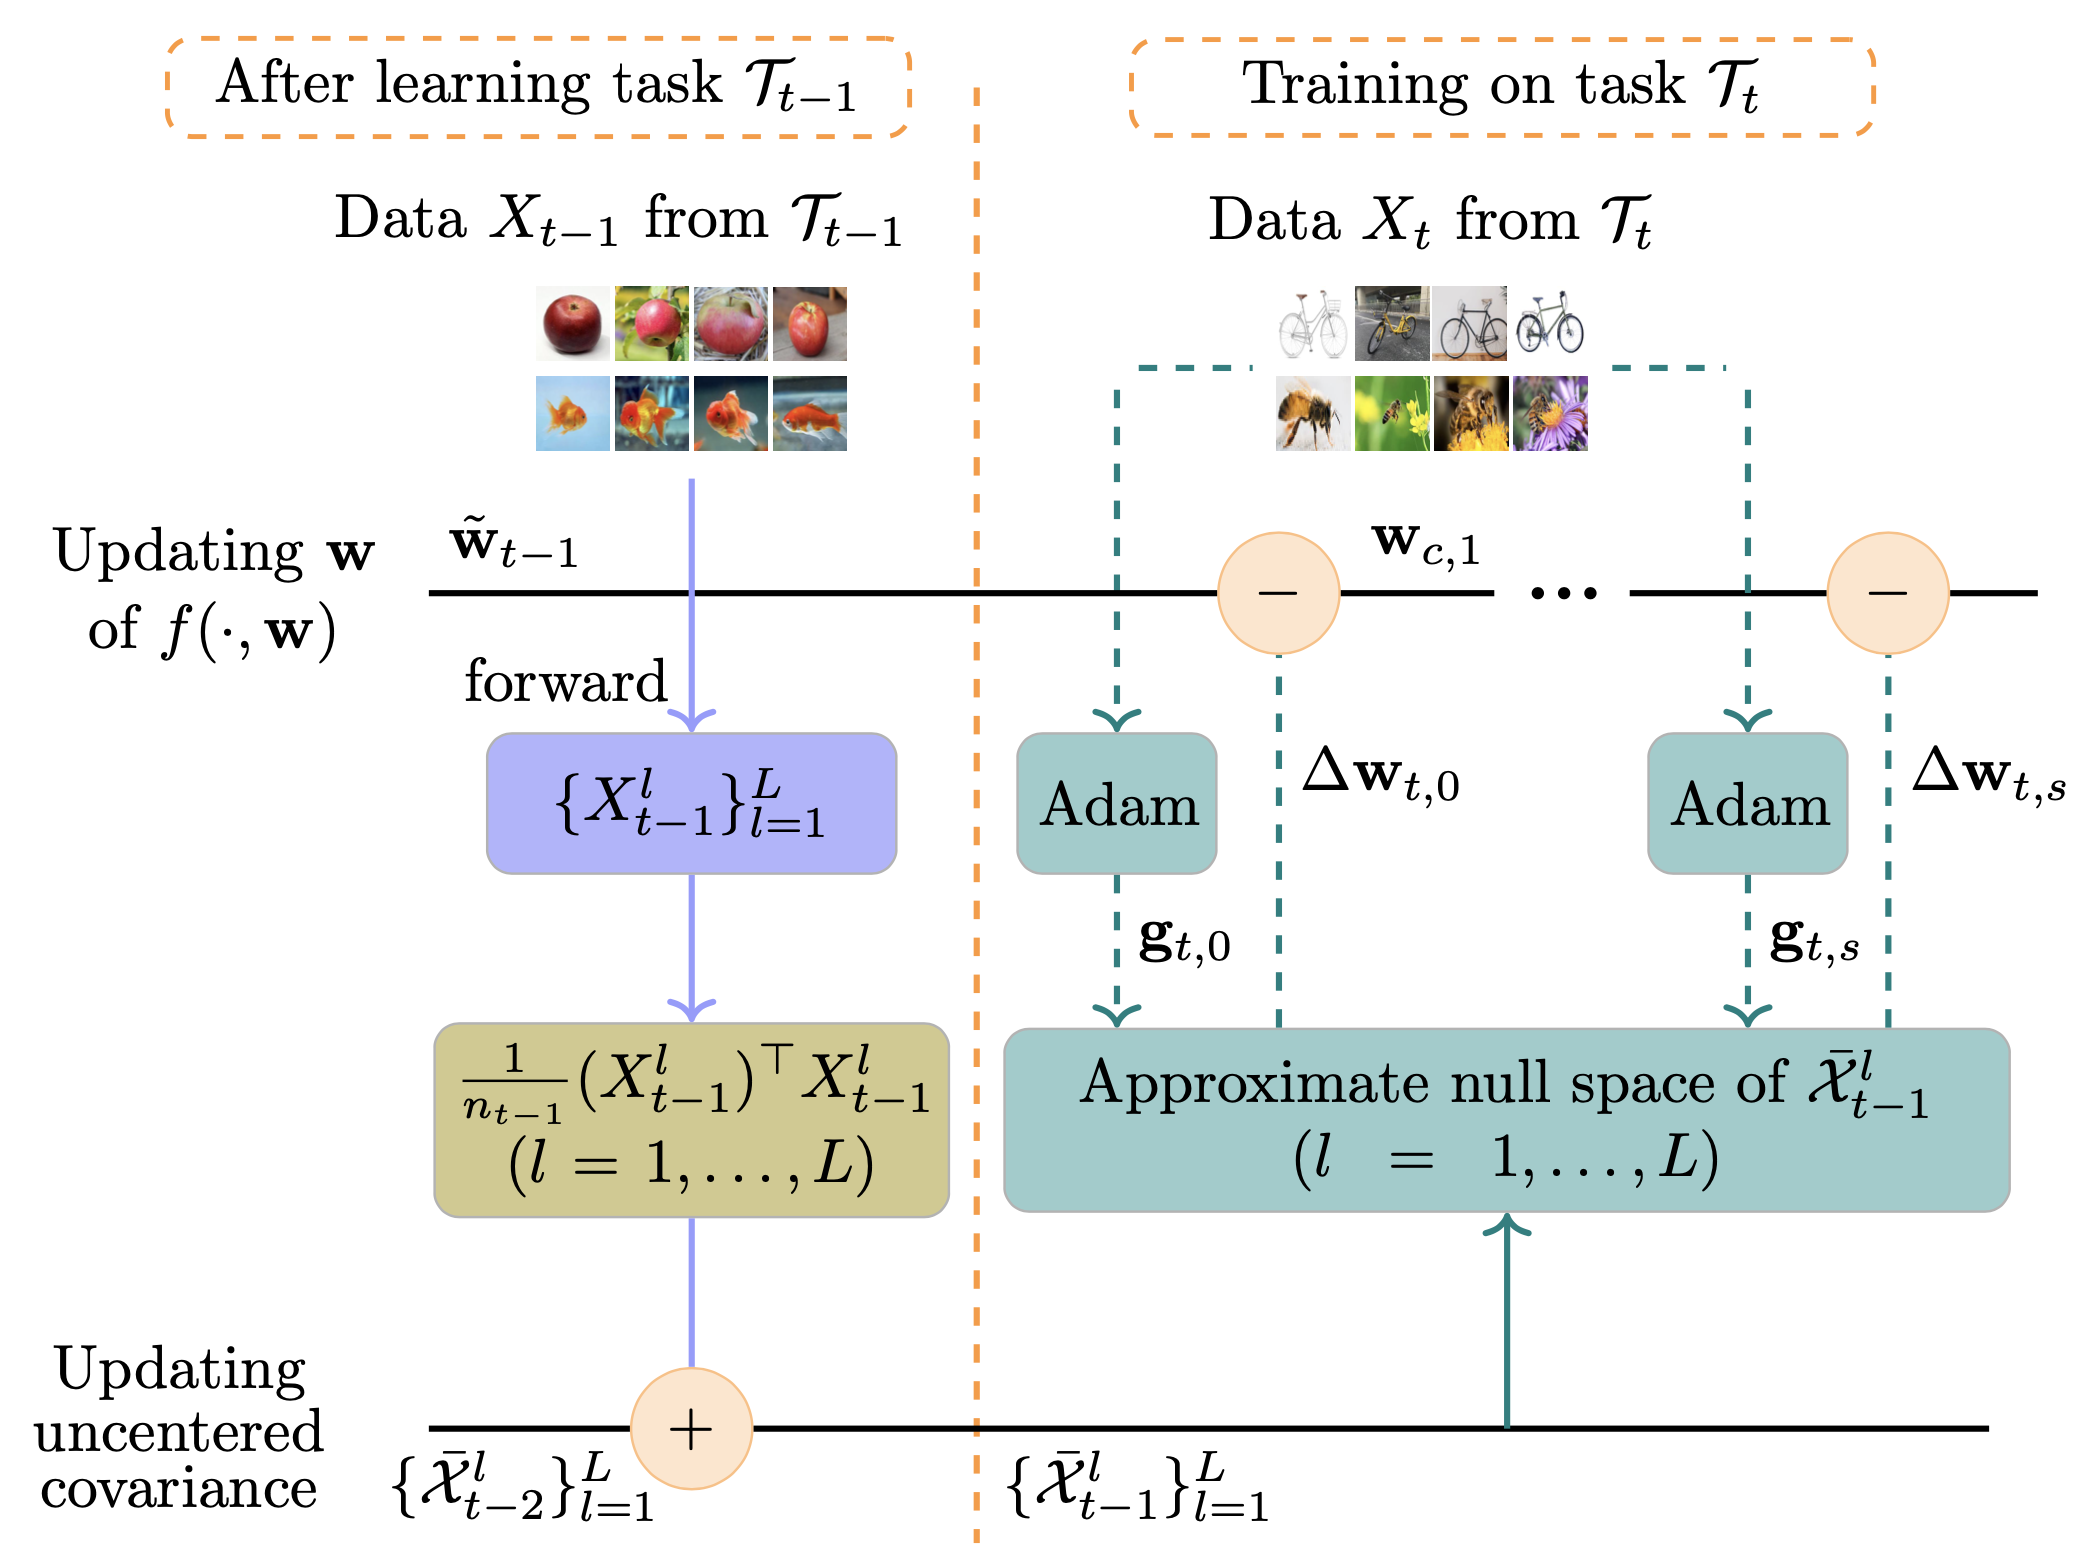 After learning task 𝒯_{t−1}
Training on task 𝒯_t
Data X_{t−1} from 𝒯_{t−1}
Data X_t from 𝒯_t
Updating w
of f(·, w)
w̃_{t−1}
−
w_{c,1}
···
−
forward
{X^l_{t−1}}^L_{l=1}
Adam
Δw_{t,0}
Adam
Δw_{t,s}
g_{t,0}
g_{t,s}
1/n_{t−1} (X^l_{t−1})^⊤ X^l_{t−1}
(l = 1, . . . , L)
Approximate null space of 𝒳̄^l_{t−1}
(l = 1, . . . , L)
Updating
uncentered
covariance
+
{𝒳̄^l_{t−2}}^L_{l=1}
{𝒳̄^l_{t−1}}^L_{l=1}